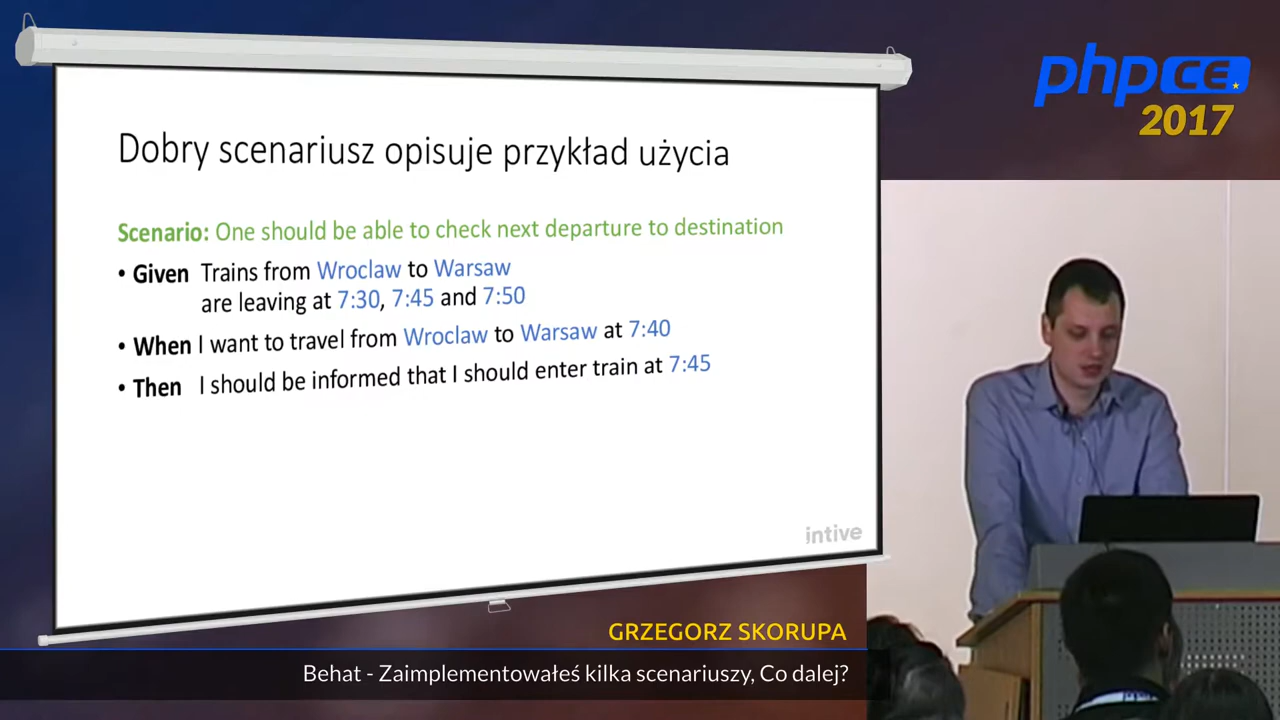 Dobry scenariusz opisuje przykład użycia
Scenario: One should be able to check next departure to destination
• Given Trains from Wroclaw to Warsaw
are leaving at 7:30, 7:45 and 7:50
• When I want to travel from Wroclaw to Warsaw at 7:40
• Then I should be informed that I should enter train at 7:45
intive
phpCE
2017
GRZEGORZ SKORUPA
Behat - Zaimplementowałeś kilka scenariuszy, Co dalej?